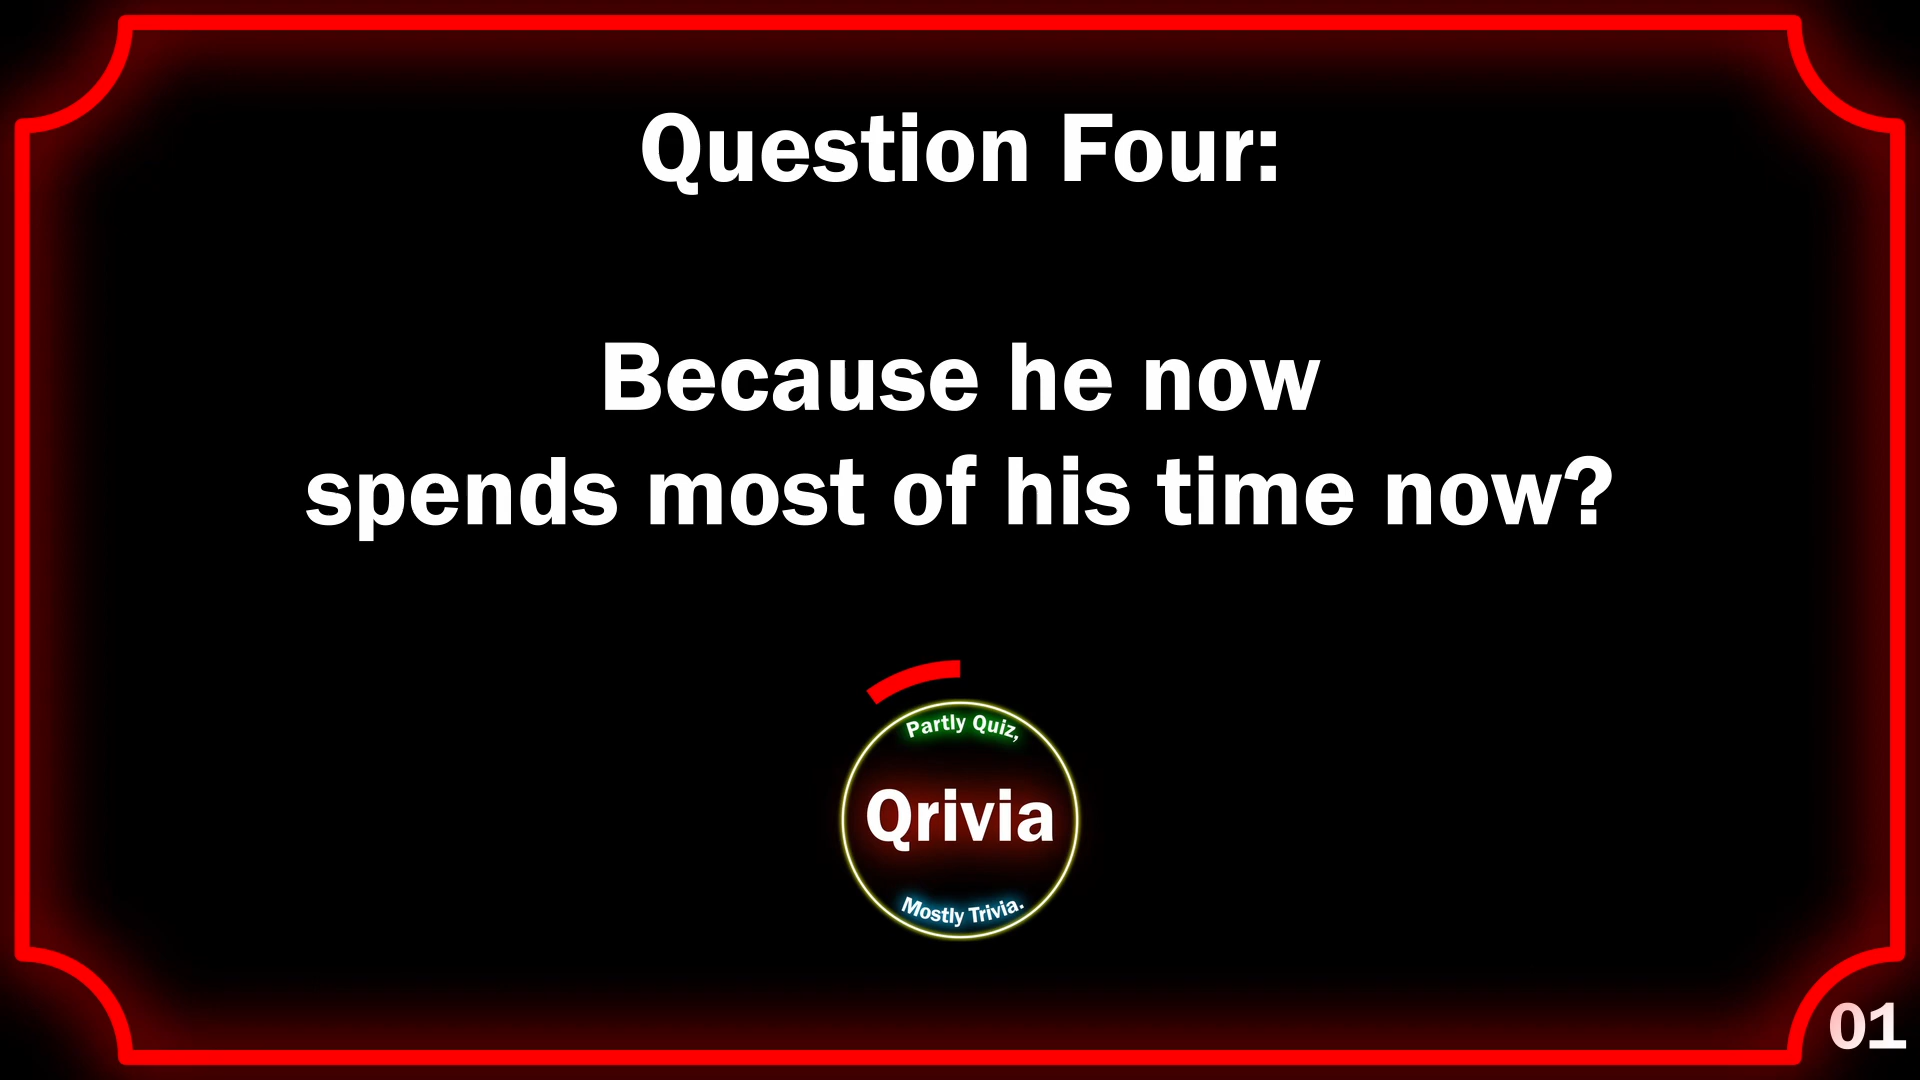 Question Four:
Because he now
spends most of his time now?
Partly Quiz,
Qrivia
Mostly Trivia.
01